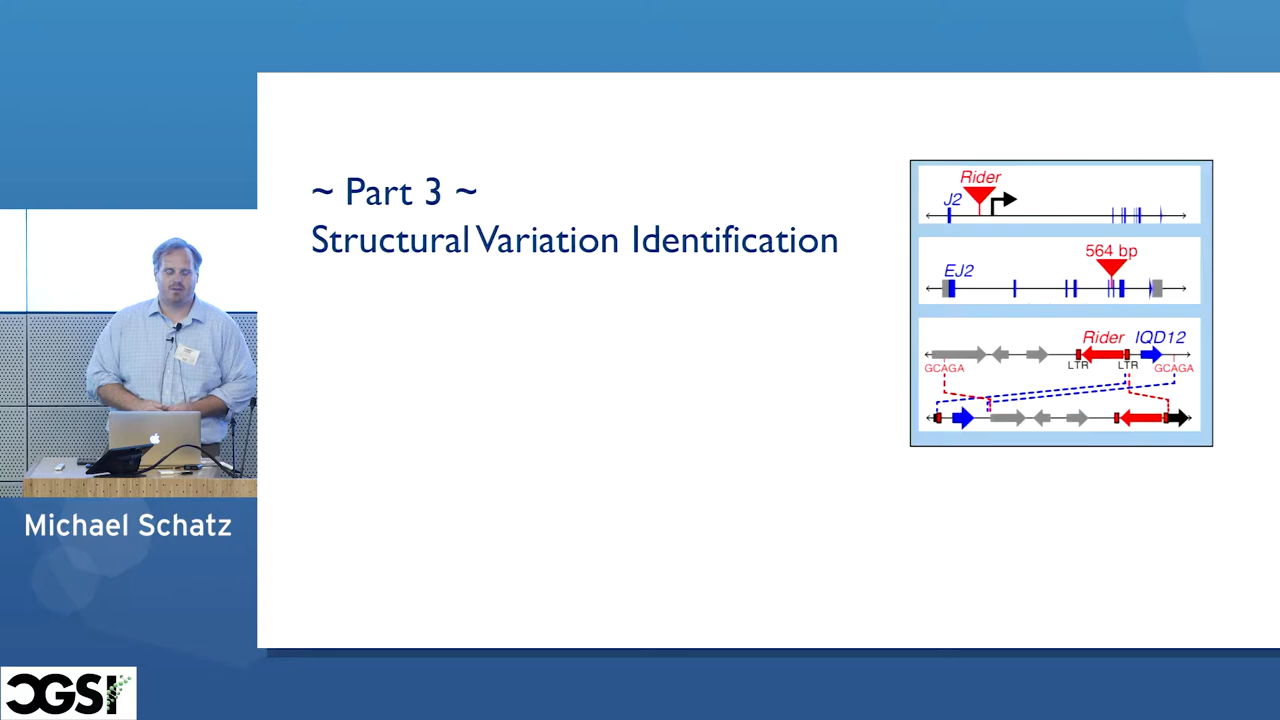 ~ Part 3 ~
Structural Variation Identification
Rider
J2
564 bp
EJ2
Rider IQD12
LTR LTR
GCAGA GCAGA
Michael Schatz
CGSI